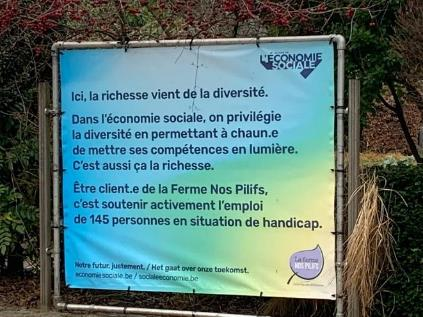 L'ÉCONOMIE
SOCIALE
Ici, la richesse vient de la diversité.
Dans l'économie sociale, on privilégie
la diversité en permettant à chaun.e
de mettre ses compétences en lumière.
C'est aussi ça la richesse.
Être client.e de la Ferme Nos Pilifs,
c'est soutenir activement l'emploi
de 145 personnes en situation de handicap.
Notre futur, justement. / Het gaat over onze toekomst.
economiesociale.be / socialeeconomie.be
La ferme
NOS PILIFS